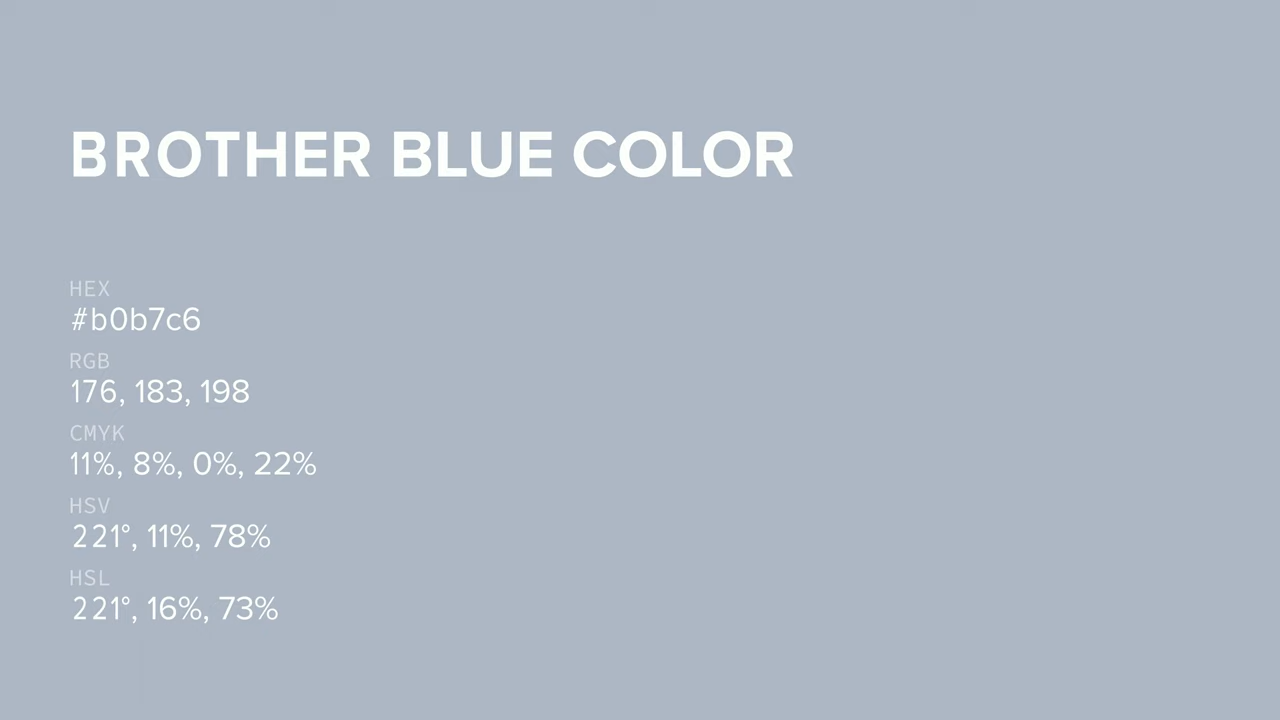 BROTHER BLUE COLOR
HEX
#b0b7c6
RGB
176, 183, 198
CMYK
11%, 8%, 0%, 22%
HSV
221°, 11%, 78%
HSL
221°, 16%, 73%